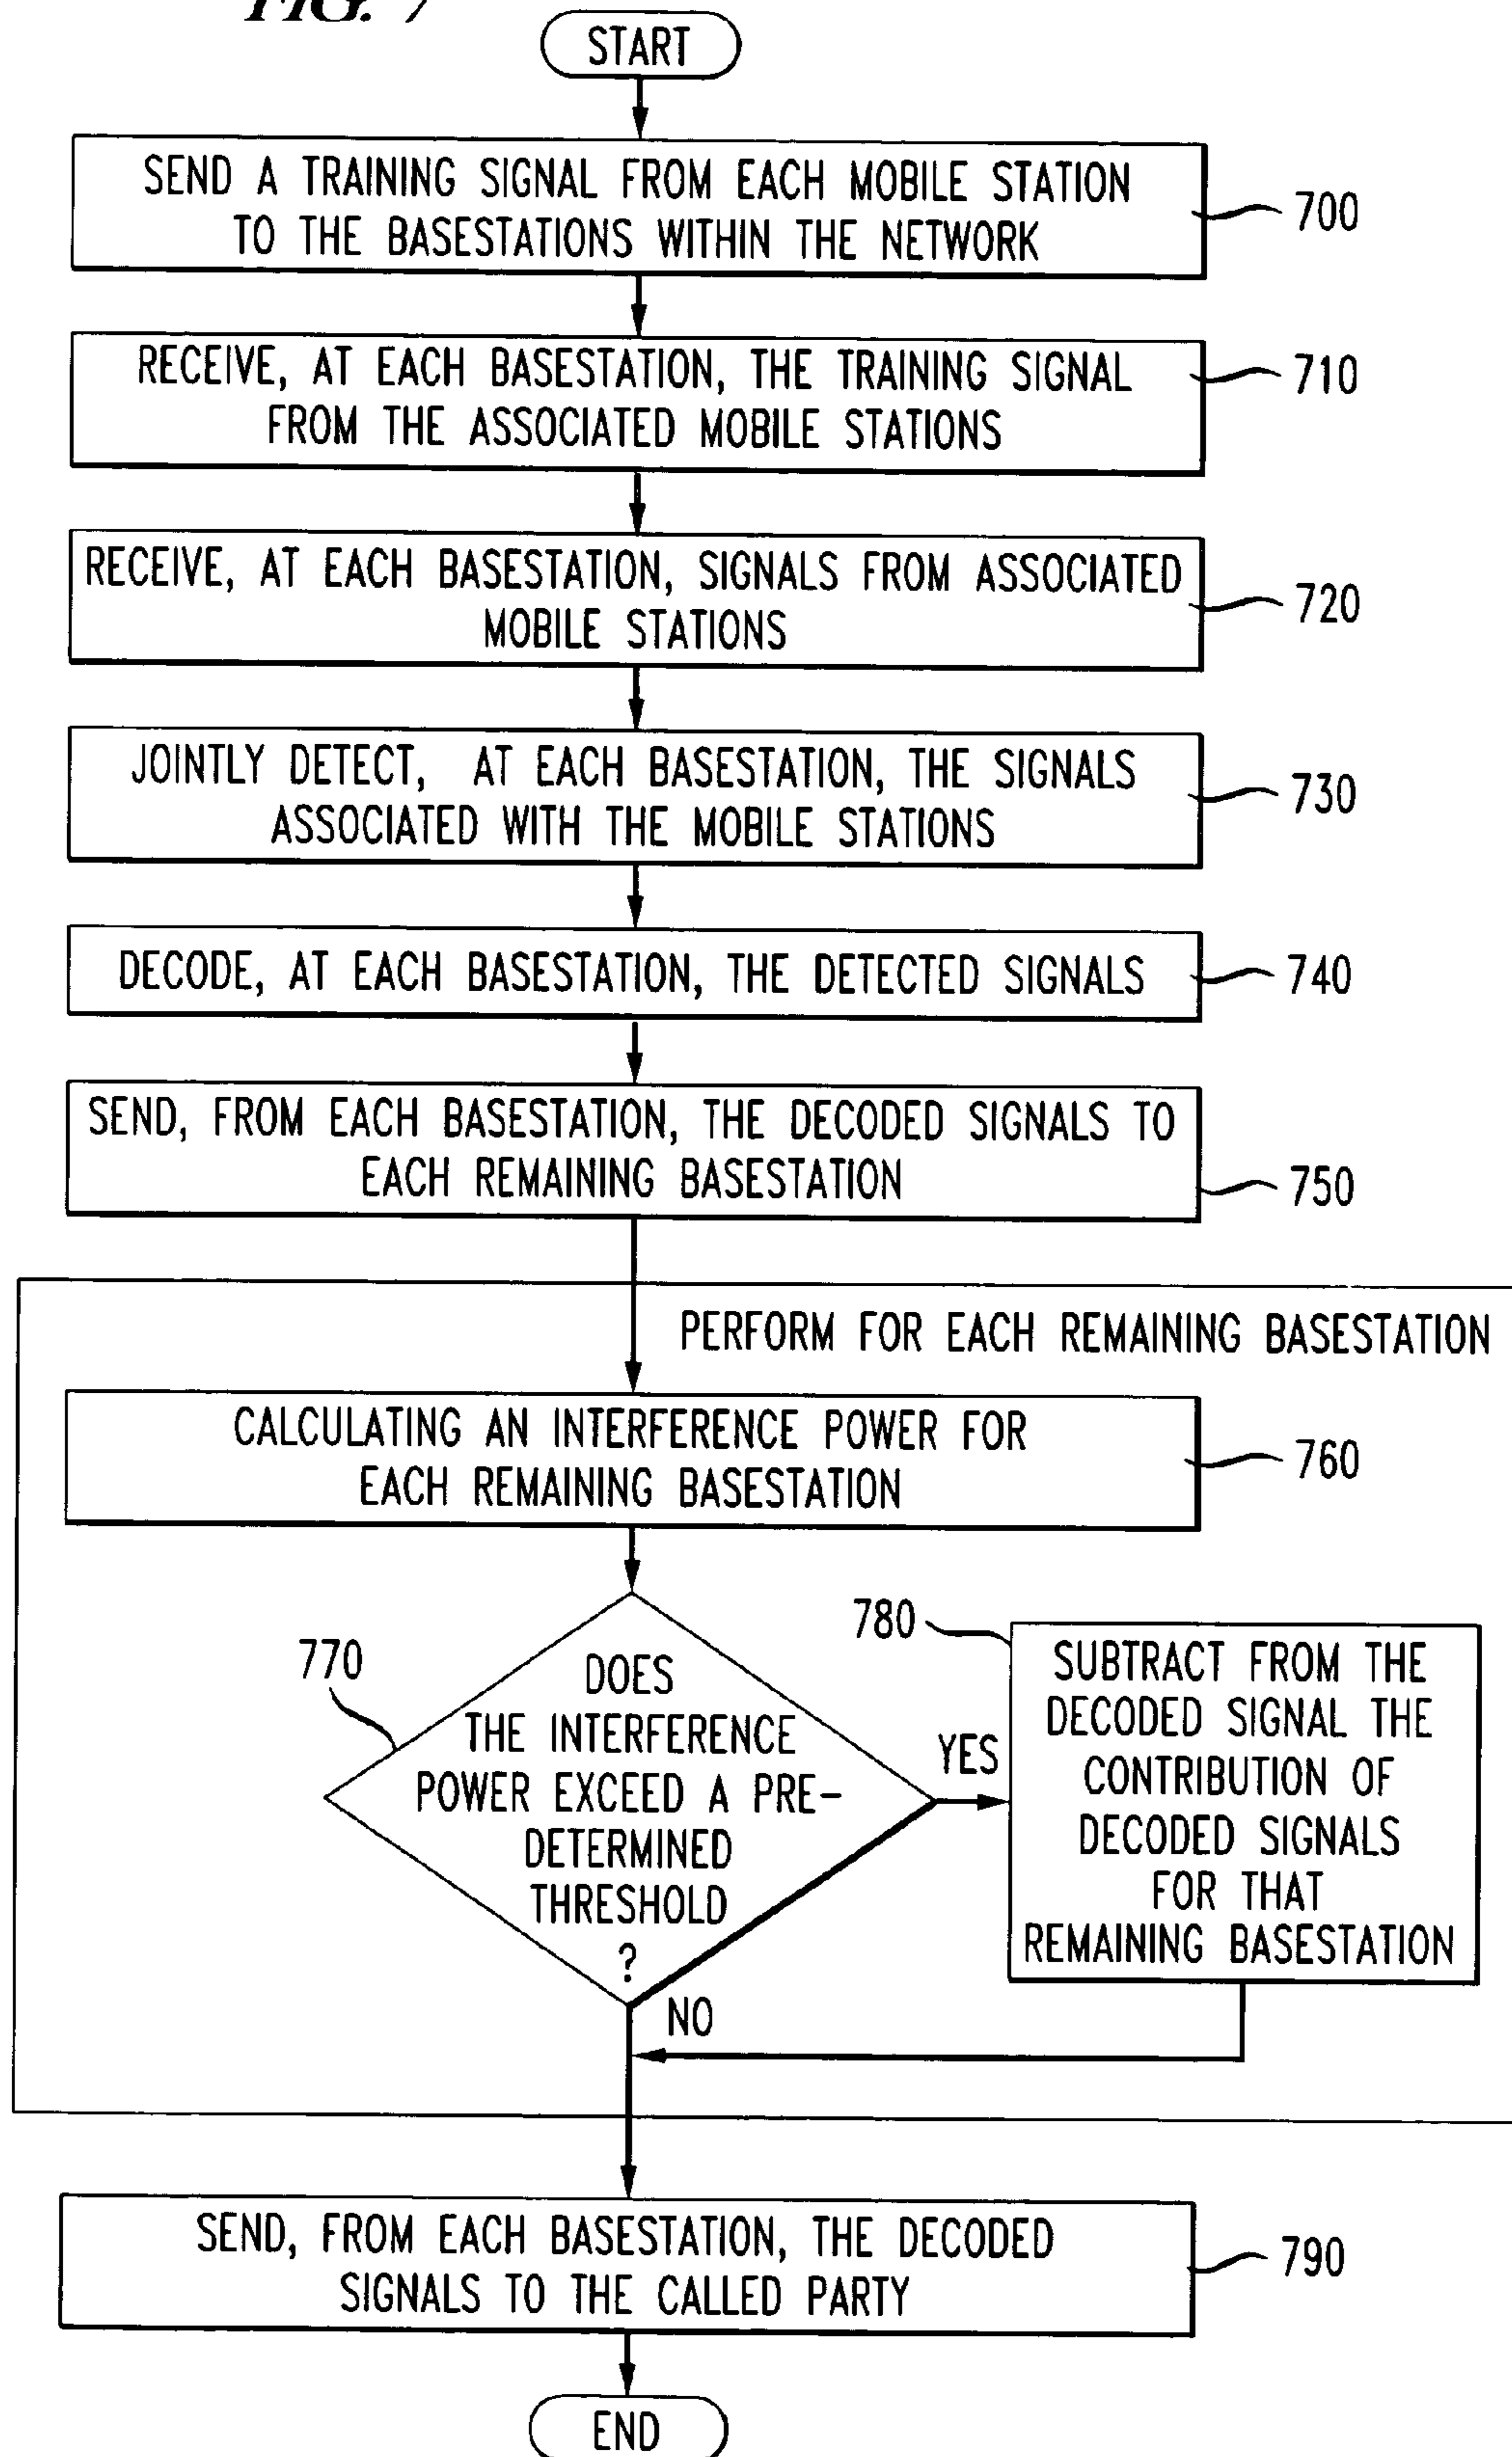 FIG. 7
START
SEND A TRAINING SIGNAL FROM EACH MOBILE STATION
TO THE BASESTATIONS WITHIN THE NETWORK
700
RECEIVE, AT EACH BASESTATION, THE TRAINING SIGNAL
FROM THE ASSOCIATED MOBILE STATIONS
710
RECEIVE, AT EACH BASESTATION, SIGNALS FROM ASSOCIATED
MOBILE STATIONS
720
JOINTLY DETECT, AT EACH BASESTATION, THE SIGNALS
ASSOCIATED WITH THE MOBILE STATIONS
730
DECODE, AT EACH BASESTATION, THE DETECTED SIGNALS
740
SEND, FROM EACH BASESTATION, THE DECODED SIGNALS TO
EACH REMAINING BASESTATION
750
PERFORM FOR EACH REMAINING BASESTATION
CALCULATING AN INTERFERENCE POWER FOR
EACH REMAINING BASESTATION
760
770
DOES
THE INTERFERENCE
POWER EXCEED A PRE-
DETERMINED
THRESHOLD
?
YES
NO
780
SUBTRACT FROM THE
DECODED SIGNAL THE
CONTRIBUTION OF
DECODED SIGNALS
FOR THAT
REMAINING BASESTATION
SEND, FROM EACH BASESTATION, THE DECODED
SIGNALS TO THE CALLED PARTY
790
END